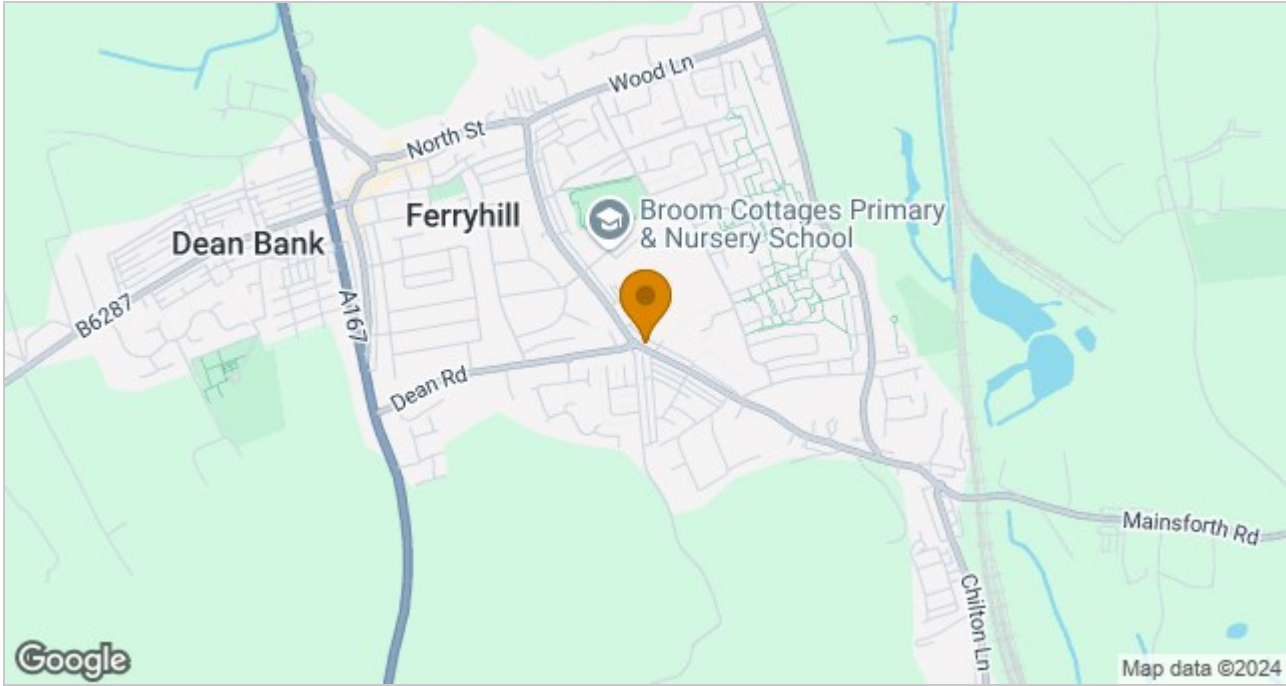 Wood Ln
North St
Broom Cottages Primary
& Nursery School
Ferryhill
Dean Bank
B6287
A167
Dean Rd
Mainsforth Rd
Chilton Ln
Google
Map data ©2024